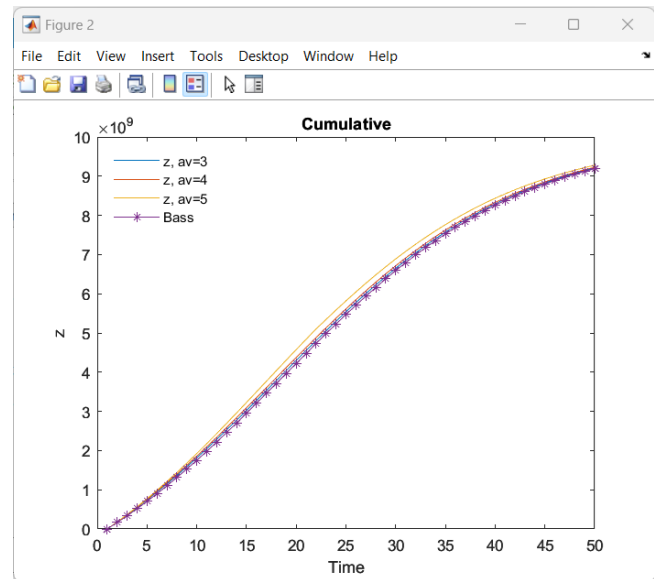 Figure 2
File Edit View Insert Tools Desktop Window Help
×10⁹
Cumulative
10
9
8
7
6
5
4
3
2
1
0
z, av=3
z, av=4
z, av=5
Bass
z
0 5 10 15 20 25 30 35 40 45 50
Time